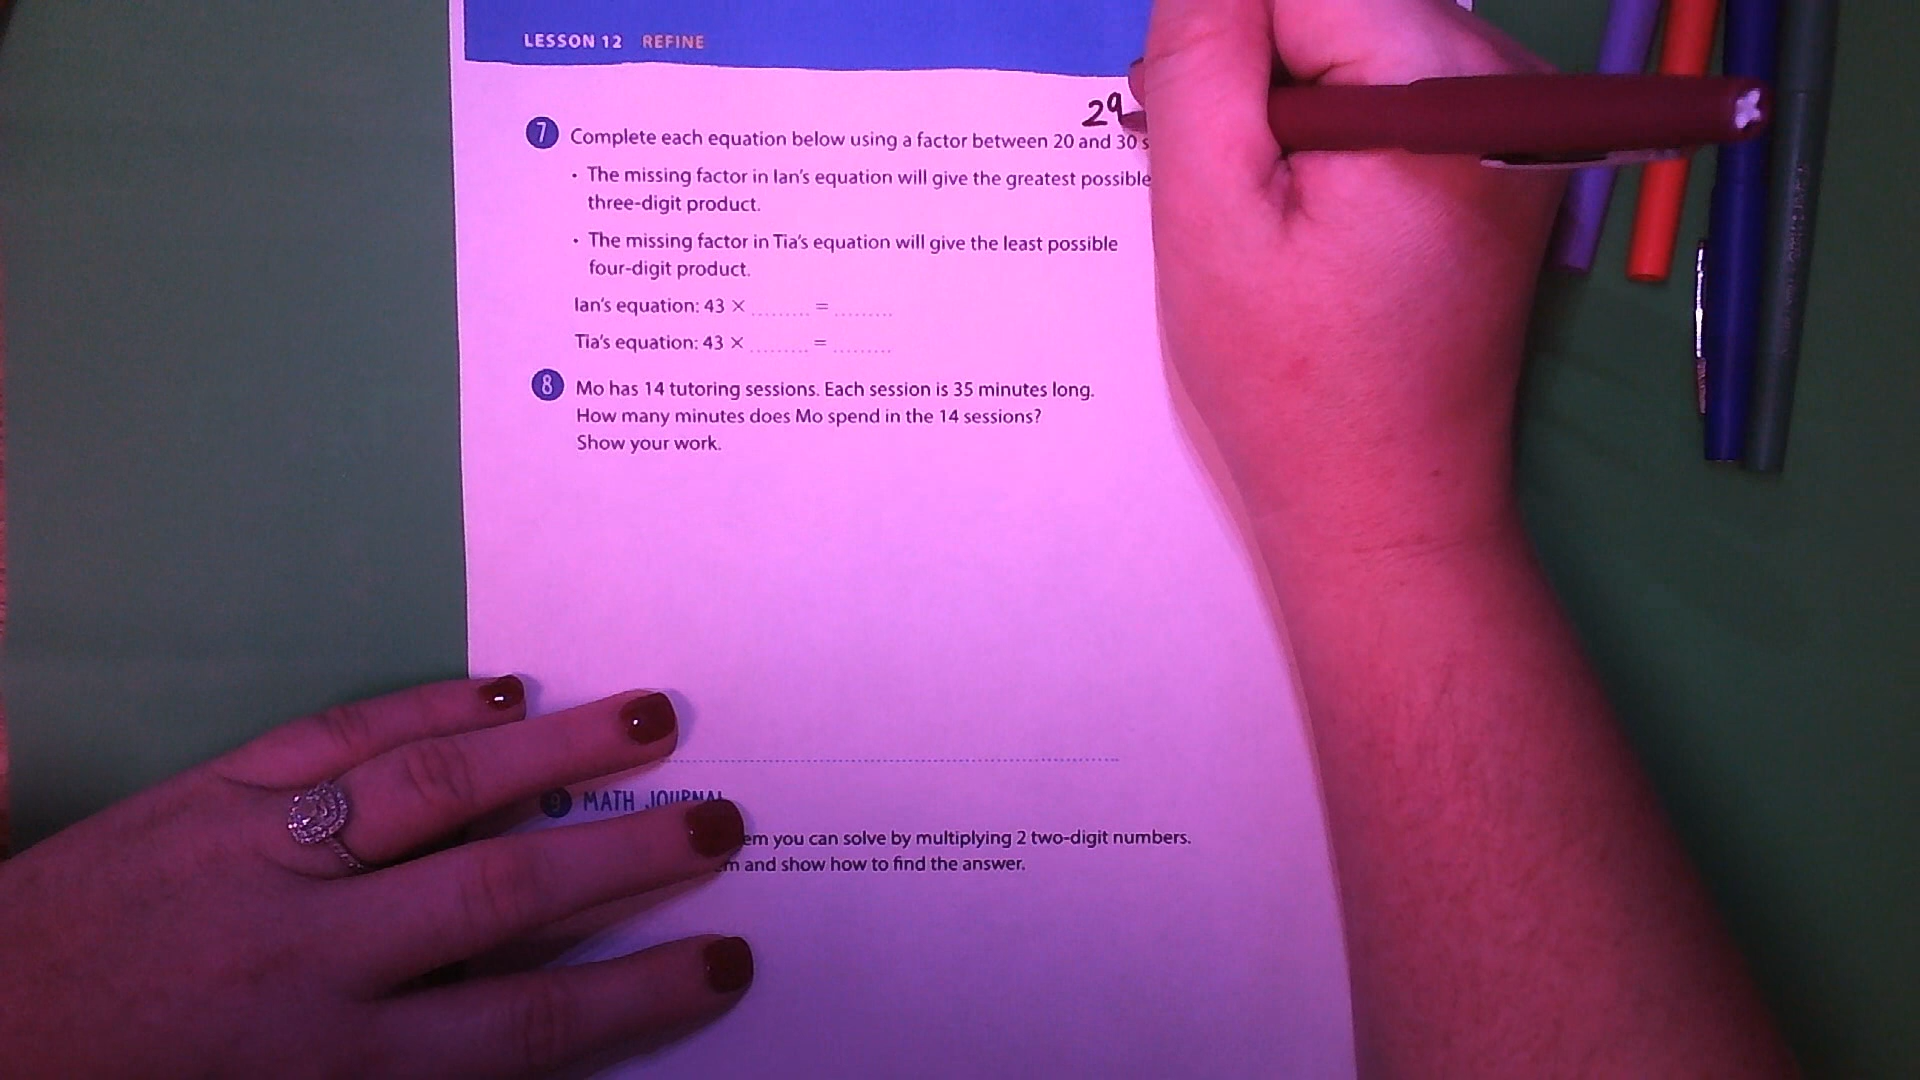 LESSON 12 REFINE
29
7 Complete each equation below using a factor between 20 and 30 s
• The missing factor in Ian's equation will give the greatest possible
three-digit product.
• The missing factor in Tia's equation will give the least possible
four-digit product.
Ian's equation: 43 × ......... = .........
Tia's equation: 43 × ......... = .........
8 Mo has 14 tutoring sessions. Each session is 35 minutes long.
How many minutes does Mo spend in the 14 sessions?
Show your work.
9 MATH JOURNAL
em you can solve by multiplying 2 two-digit numbers.
m and show how to find the answer.